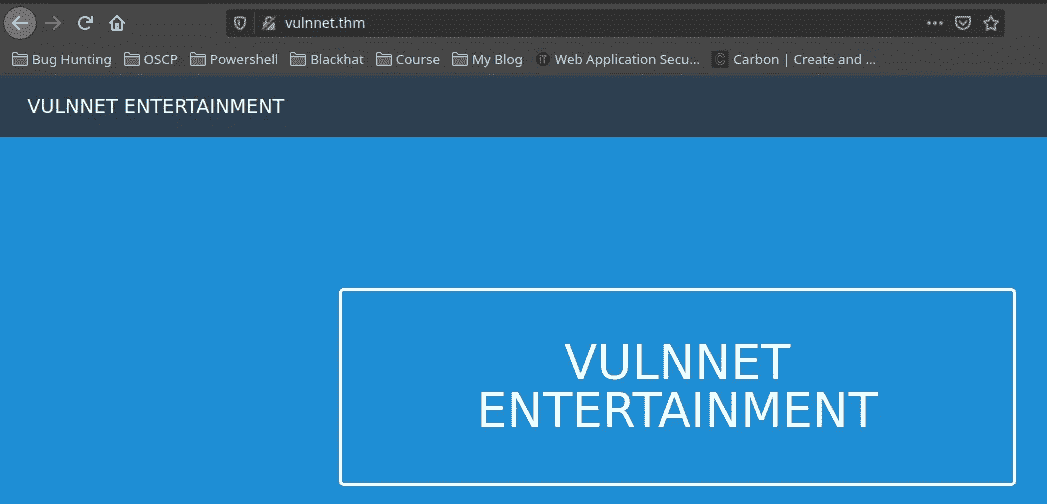 vulnnet.thm
Bug Hunting OSCP Powershell Blackhat Course My Blog Web Application Secu... Carbon | Create and ...
VULNNET ENTERTAINMENT
VULNNET
ENTERTAINMENT